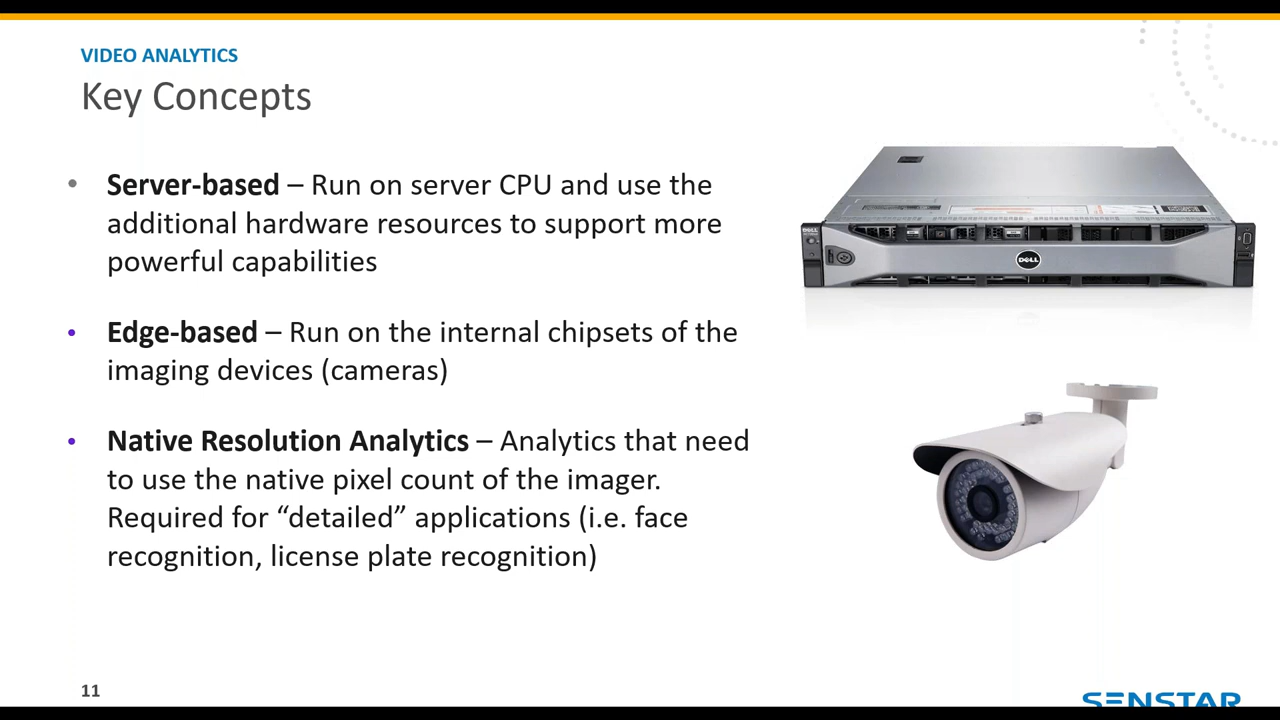 VIDEO ANALYTICS
Key Concepts
• Server-based – Run on server CPU and use the
additional hardware resources to support more
powerful capabilities
• Edge-based – Run on the internal chipsets of the
imaging devices (cameras)
• Native Resolution Analytics – Analytics that need
to use the native pixel count of the imager.
Required for “detailed” applications (i.e. face
recognition, license plate recognition)
DELL
DELL
11
SENSTAR